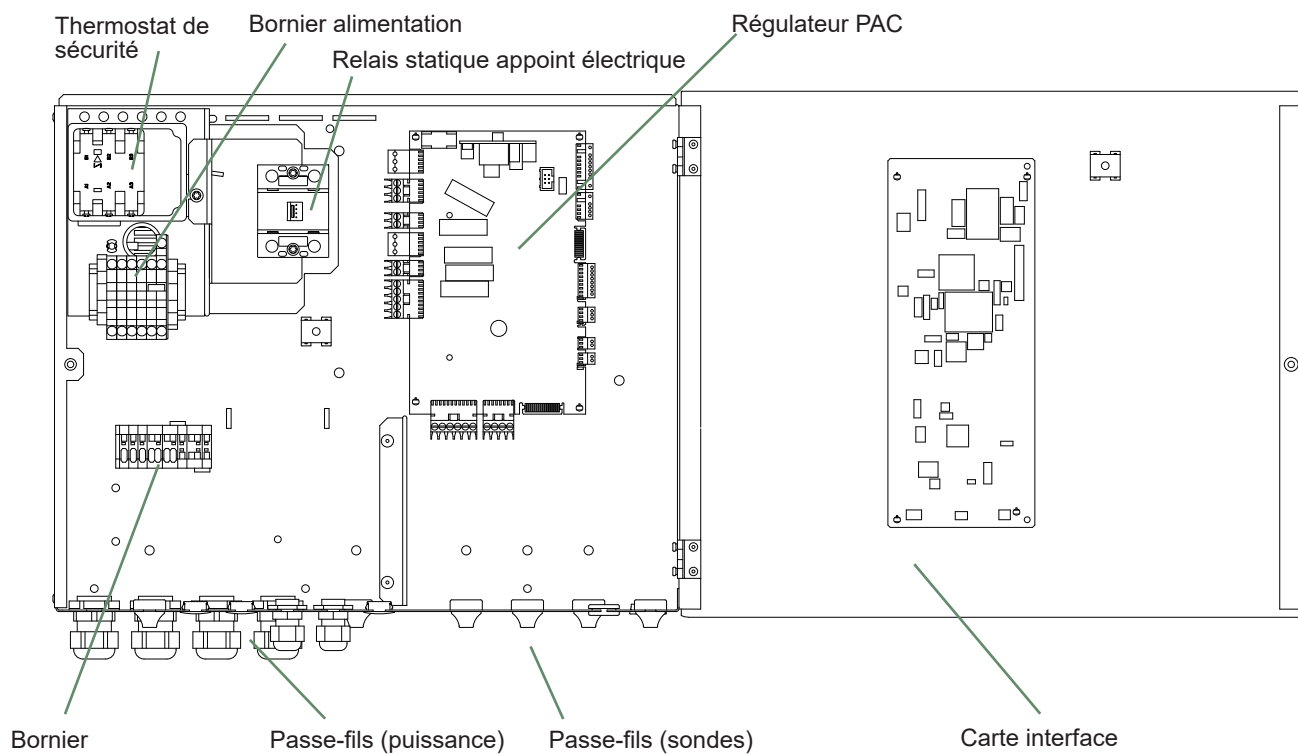 Thermostat de
sécurité
Bornier alimentation
Relais statique appoint électrique
Régulateur PAC
Bornier
Passe-fils (puissance)
Passe-fils (sondes)
Carte interface